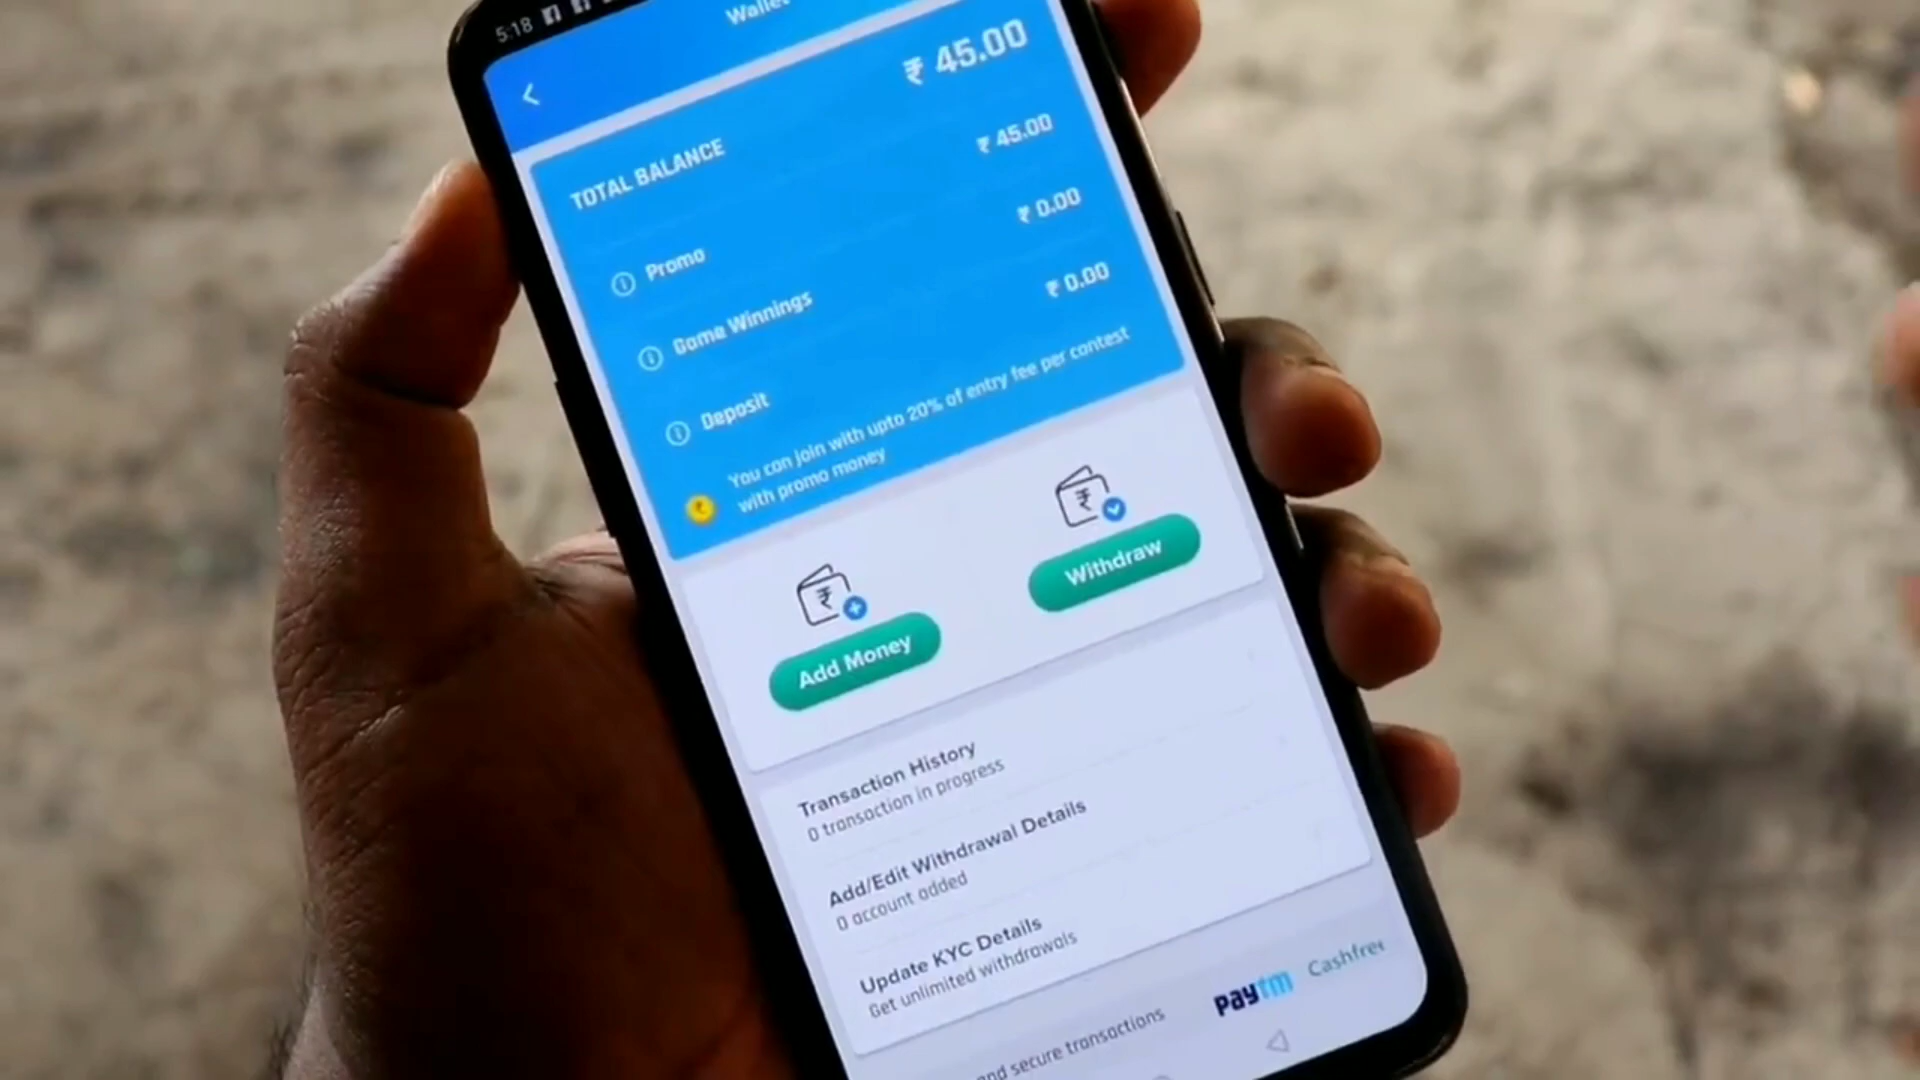 5:18
Wallet
TOTAL BALANCE ₹ 45.00
Promo ₹ 45.00
Game Winnings ₹ 0.00
Deposit ₹ 0.00
You can join with upto 20% of entry fee per contest
with promo money
Add Money
Withdraw
Transaction History
0 transaction in progress
Add/Edit Withdrawal Details
0 account added
Update KYC Details
Get unlimited withdrawals
and secure transactions
paytm
Cashfree